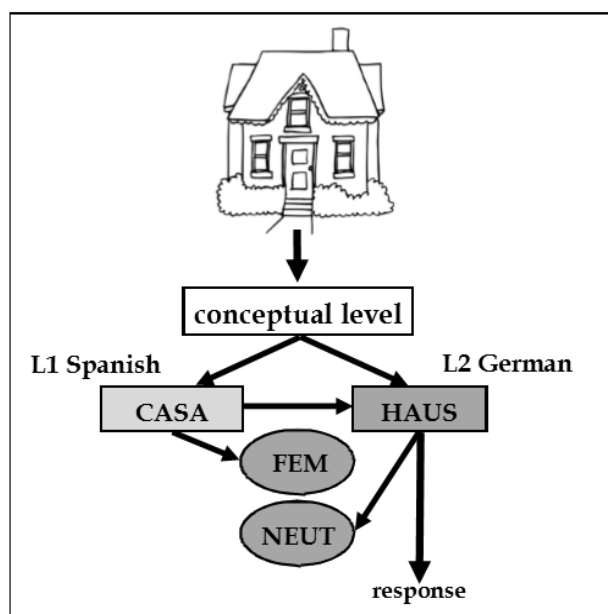 conceptual level
L1 Spanish
L2 German
CASA
HAUS
FEM
NEUT
response